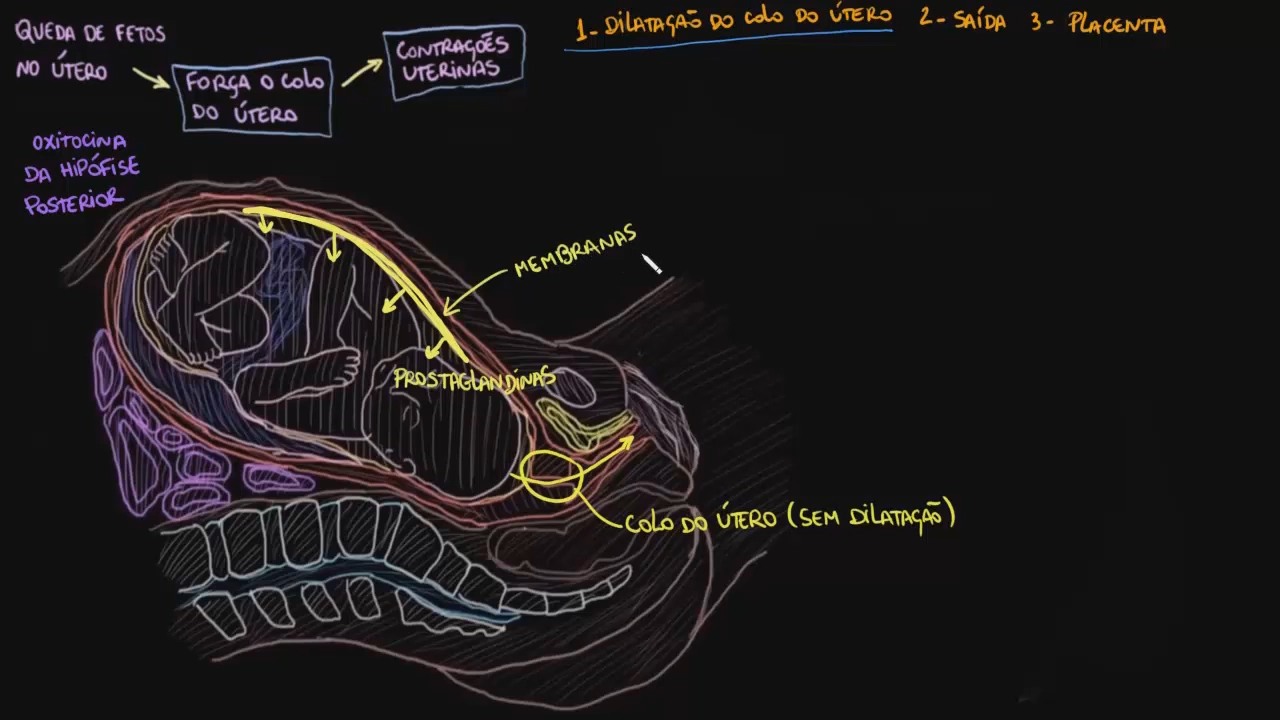 1- DILATAÇÃO DO COLO DO ÚTERO 2- SAÍDA 3- PLACENTA
QUEDA DE FETOS
NO ÚTERO
FORÇA O COLO
DO ÚTERO
CONTRAÇÕES
UTERINAS
OXITOCINA
DA HIPÓFISE
POSTERIOR
MEMBRANAS
PROSTAGLANDINAS
COLO DO ÚTERO (SEM DILATAÇÃO)